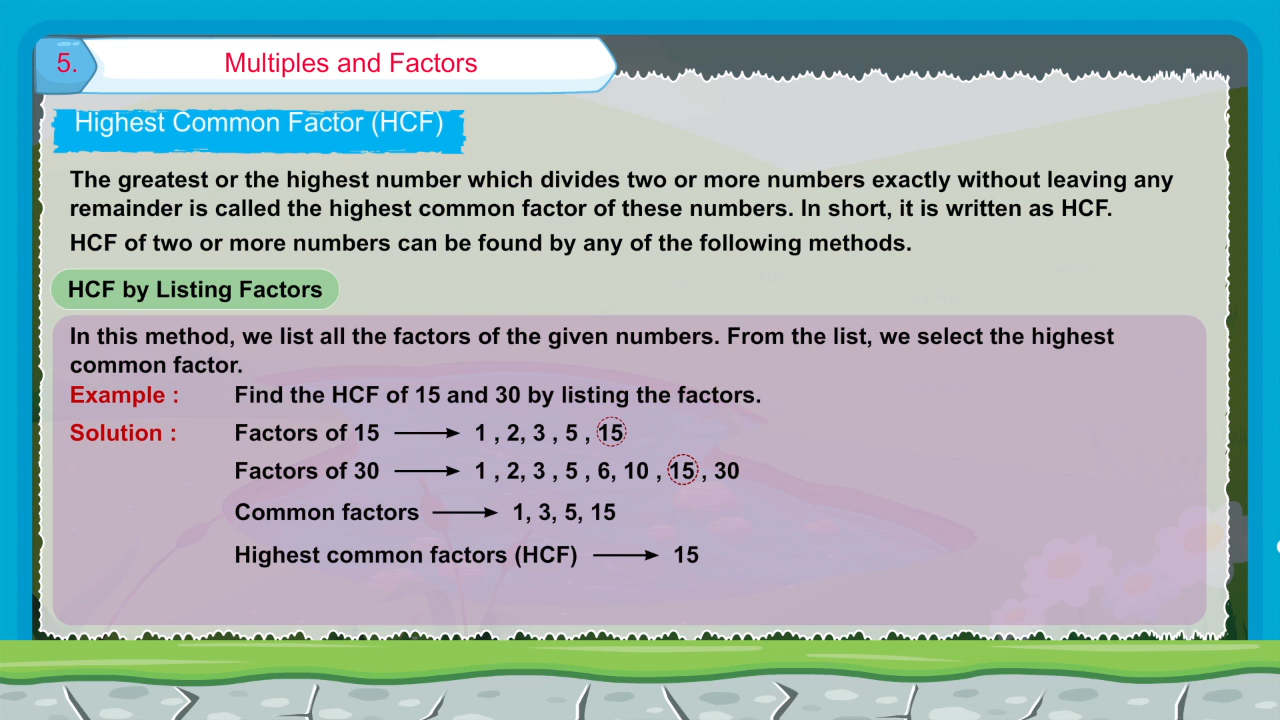 5.
Multiples and Factors
Highest Common Factor (HCF)
The greatest or the highest number which divides two or more numbers exactly without leaving any
remainder is called the highest common factor of these numbers. In short, it is written as HCF.
HCF of two or more numbers can be found by any of the following methods.
HCF by Listing Factors
In this method, we list all the factors of the given numbers. From the list, we select the highest
common factor.
Example : Find the HCF of 15 and 30 by listing the factors.
Solution : Factors of 15 ⟶ 1 , 2, 3 , 5 , 15
Factors of 30 ⟶ 1 , 2, 3 , 5 , 6, 10 , 15 , 30
Common factors ⟶ 1, 3, 5, 15
Highest common factors (HCF) ⟶ 15